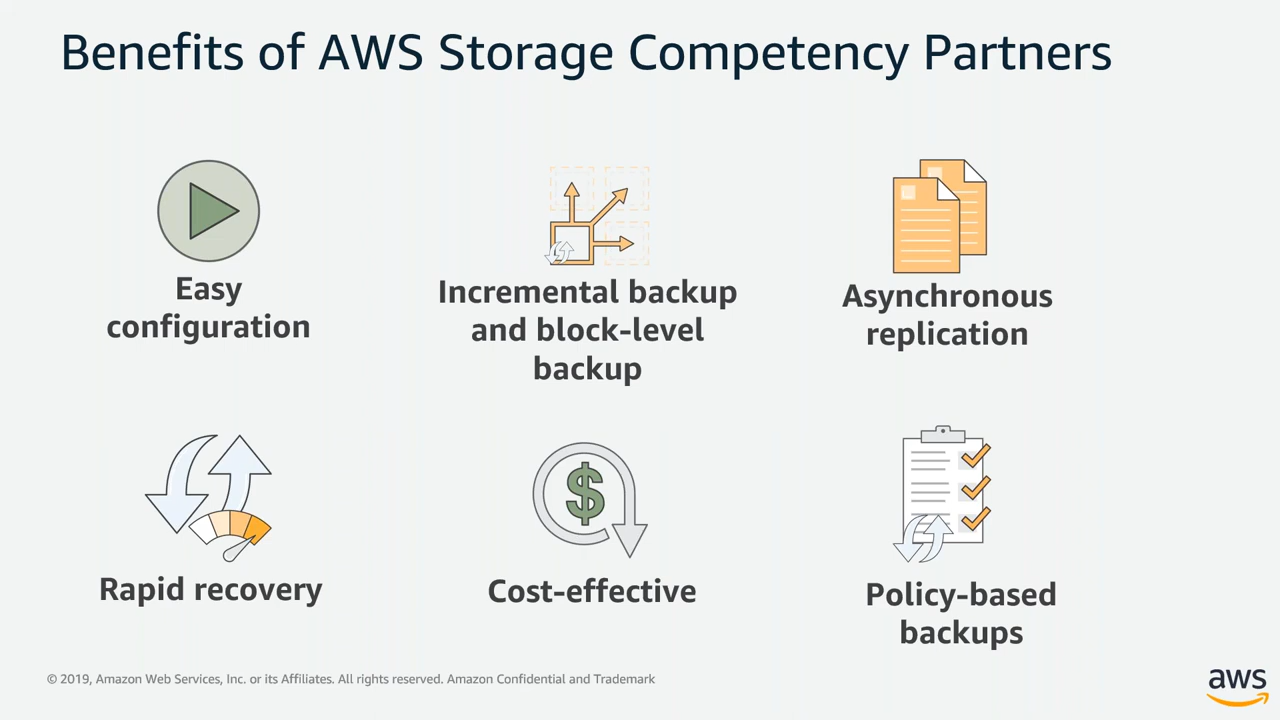 Benefits of AWS Storage Competency Partners
Easy
configuration
Incremental backup
and block-level
backup
Asynchronous
replication
$
Rapid recovery
Cost-effective
Policy-based
backups
© 2019, Amazon Web Services, Inc. or its Affiliates. All rights reserved. Amazon Confidential and Trademark
aws